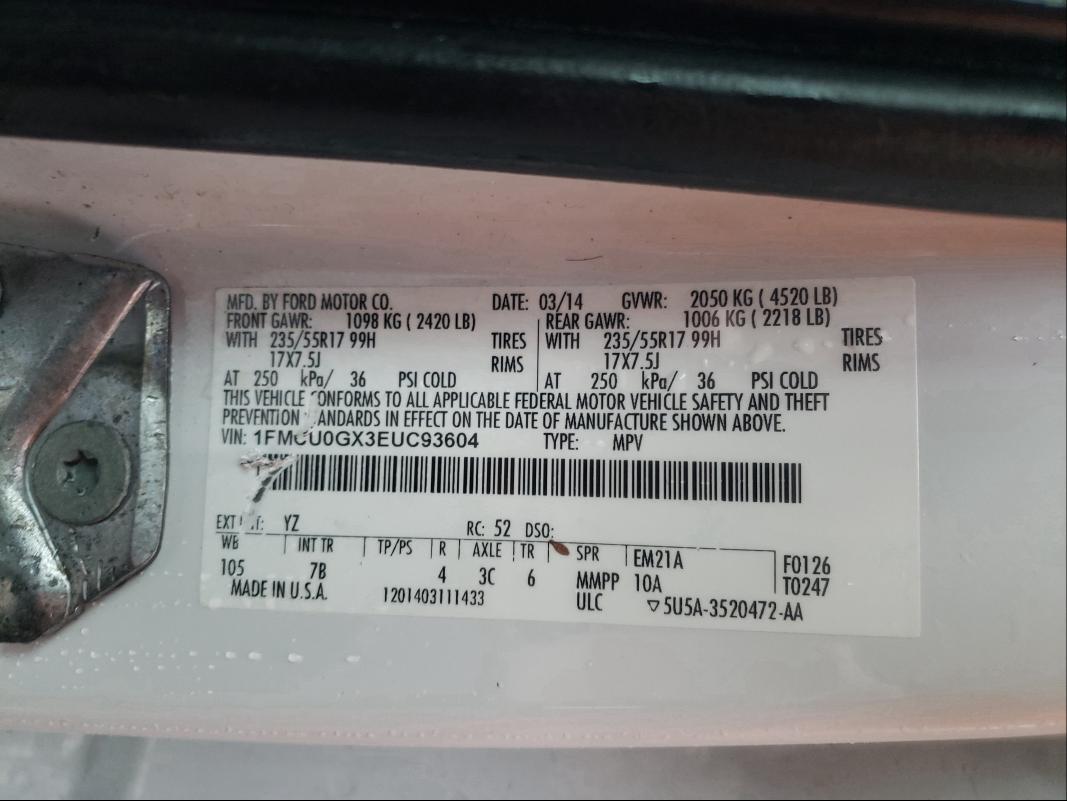 MFD. BY FORD MOTOR CO. DATE: 03/14 GVWR: 2050 KG ( 4520 LB)
FRONT GAWR: 1098 KG ( 2420 LB) REAR GAWR: 1006 KG ( 2218 LB)
WITH 235/55R17 99H TIRES WITH 235/55R17 99H TIRES
17X7.5J RIMS 17X7.5J RIMS
AT 250 kPa/ 36 PSI COLD AT 250 kPa/ 36 PSI COLD
THIS VEHICLE CONFORMS TO ALL APPLICABLE FEDERAL MOTOR VEHICLE SAFETY AND THEFT
PREVENTION STANDARDS IN EFFECT ON THE DATE OF MANUFACTURE SHOWN ABOVE.
VIN: 1FMCU0GX3EUC93604 TYPE: MPV
EXT YZ RC: 52 DSO:
WB INT TR TP/PS R AXLE TR SPR EM21A F0126
105 7B 4 3C 6 MMPP 10A T0247
MADE IN U.S.A. 1201403111433 ULC ▽5U5A-3520472-AA